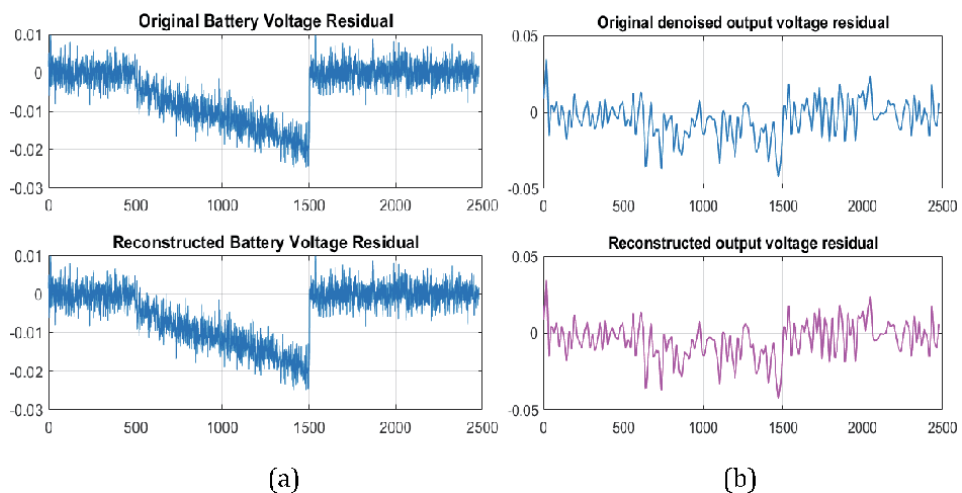 Original Battery Voltage Residual
0.01
0
-0.01
-0.02
-0.03
0 500 1000 1500 2000 2500
Reconstructed Battery Voltage Residual
0.01
0
-0.01
-0.02
-0.03
0 500 1000 1500 2000 2500
(a)
Original denoised output voltage residual
0.05
0
-0.05
0 500 1000 1500 2000 2500
Reconstructed output voltage residual
0.05
0
-0.05
0 500 1000 1500 2000 2500
(b)